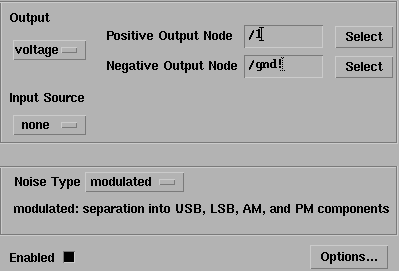 Output
voltage
Positive Output Node /1 Select
Negative Output Node /gnd! Select
Input Source
none
Noise Type modulated
modulated: separation into USB, LSB, AM, and PM components
Enabled
Options...